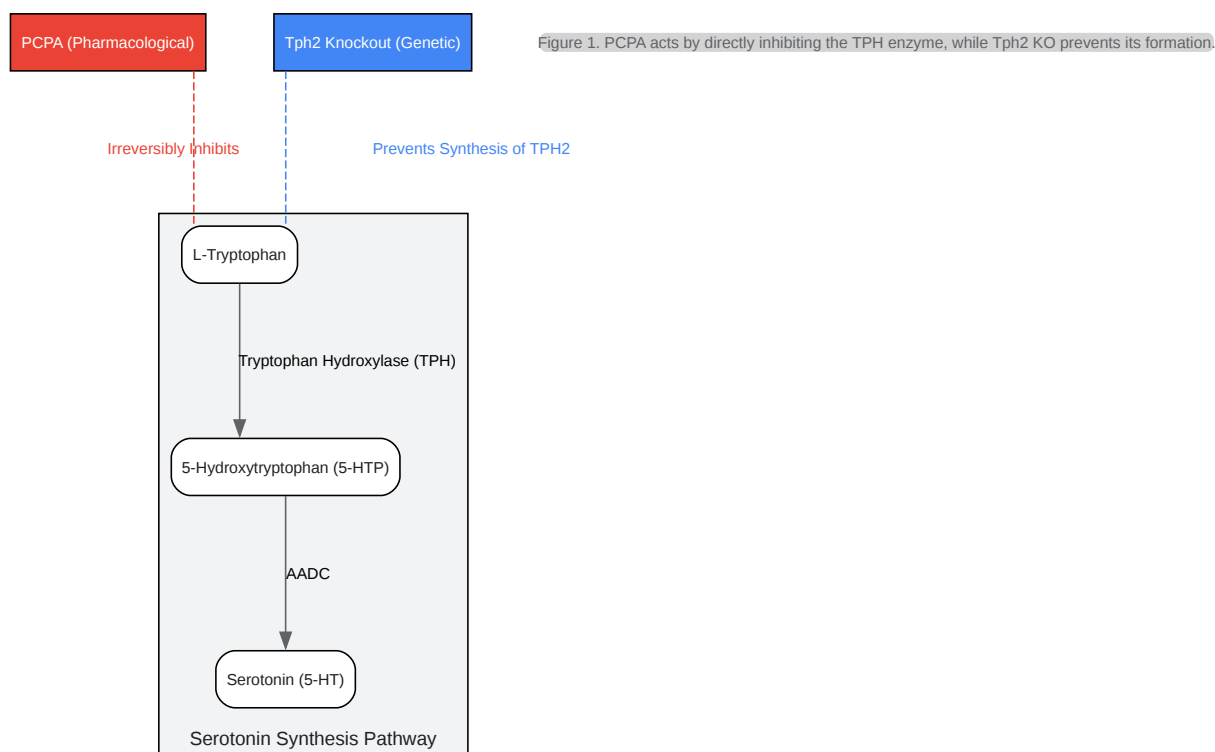 PCPA (Pharmacological)
Tph2 Knockout (Genetic)
Figure 1. PCPA acts by directly inhibiting the TPH enzyme, while Tph2 KO prevents its formation.
Irreversibly Inhibits
Prevents Synthesis of TPH2
L-Tryptophan
Tryptophan Hydroxylase (TPH)
5-Hydroxytryptophan (5-HTP)
AADC
Serotonin (5-HT)
Serotonin Synthesis Pathway